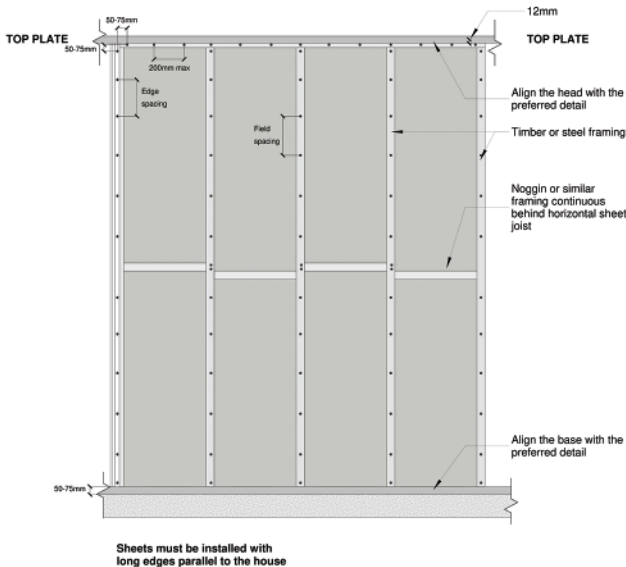 50-75mm
12mm
TOP PLATE
TOP PLATE
50-75mm
200mm max
Edge
spacing
Align the head with the
preferred detail
Field
spacing
Timber or steel framing
Noggin or similar
framing continuous
behind horizontal sheet
joist
Align the base with the
preferred detail
50-75mm
Sheets must be installed with
long edges parallel to the house